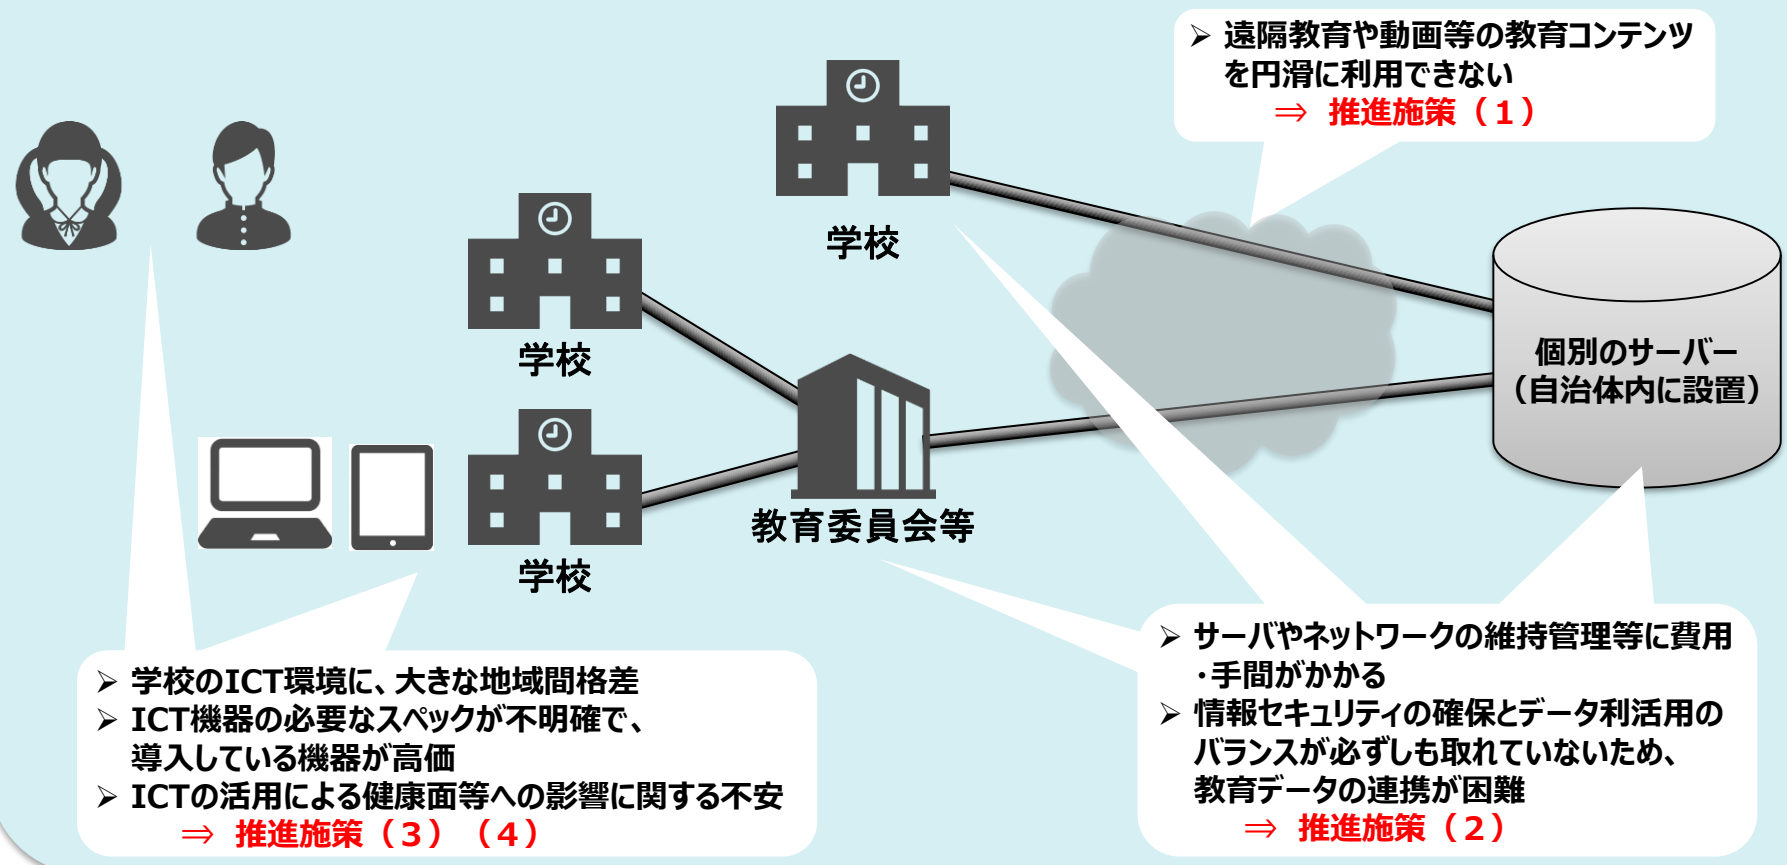 ➢ 遠隔教育や動画等の教育コンテンツ
を円滑に利用できない
⇒ 推進施策（１）
学校
学校
個別のサーバー
（自治体内に設置）
教育委員会等
学校
➢ 学校のICT環境に、大きな地域間格差
➢ ICT機器の必要なスペックが不明確で、
導入している機器が高価
➢ ICTの活用による健康面等への影響に関する不安
⇒ 推進施策（３）（４）
➢ サーバやネットワークの維持管理等に費用
・手間がかかる
➢ 情報セキュリティの確保とデータ利活用の
バランスが必ずしも取れていないため、
教育データの連携が困難
⇒ 推進施策（２）